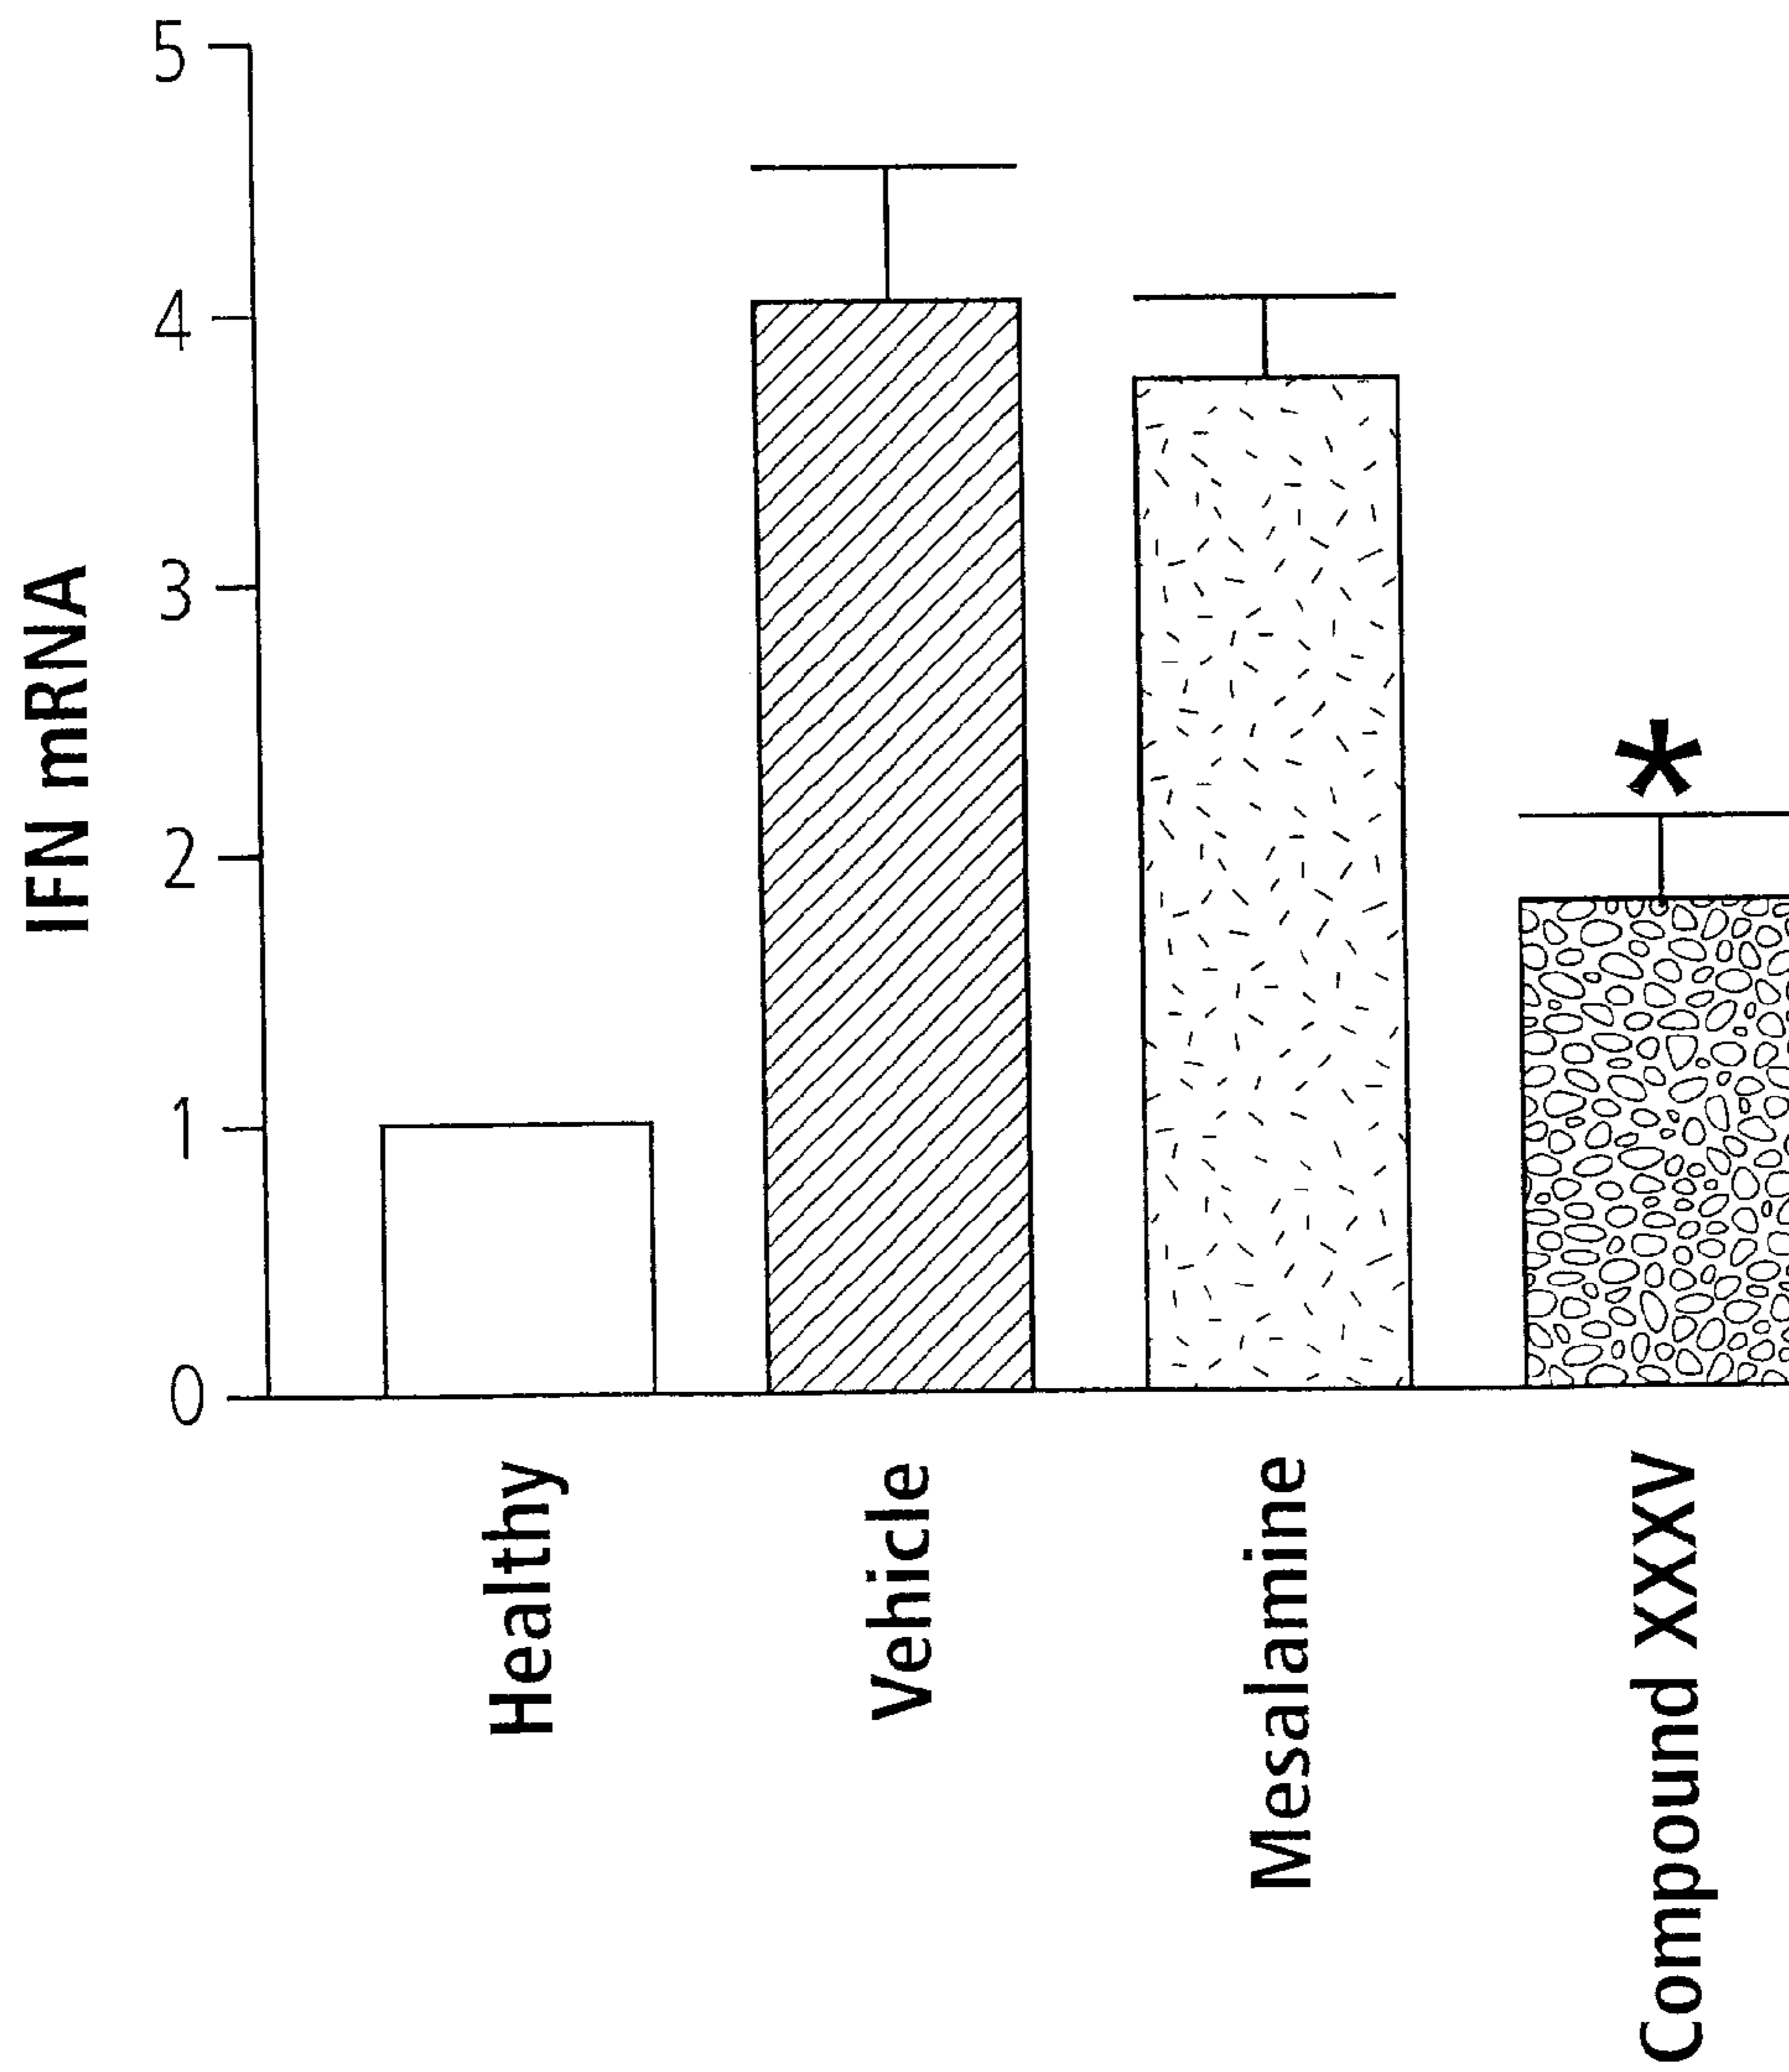 5
4
3
2
1
0
IFN mRNA
*
Healthy
Vehicle
Mesalamine
Compound XXXV